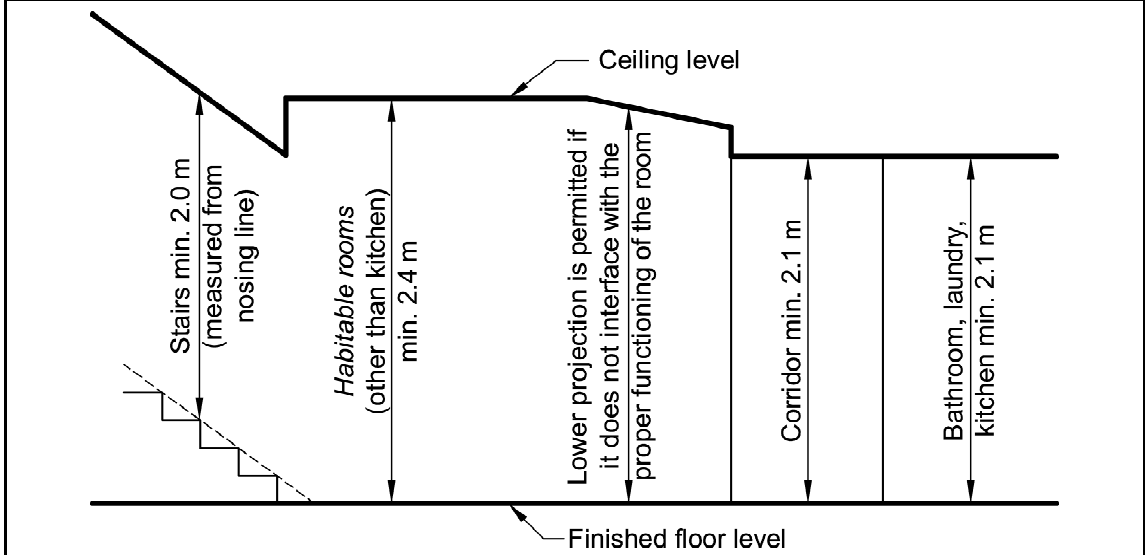 Ceiling level
Stairs min. 2.0 m
(measured from
nosing line)
Habitable rooms
(other than kitchen)
min. 2.4 m
Lower projection is permitted if
it does not interface with the
proper functioning of the room
Corridor min. 2.1 m
Bathroom, laundry,
kitchen min. 2.1 m
Finished floor level